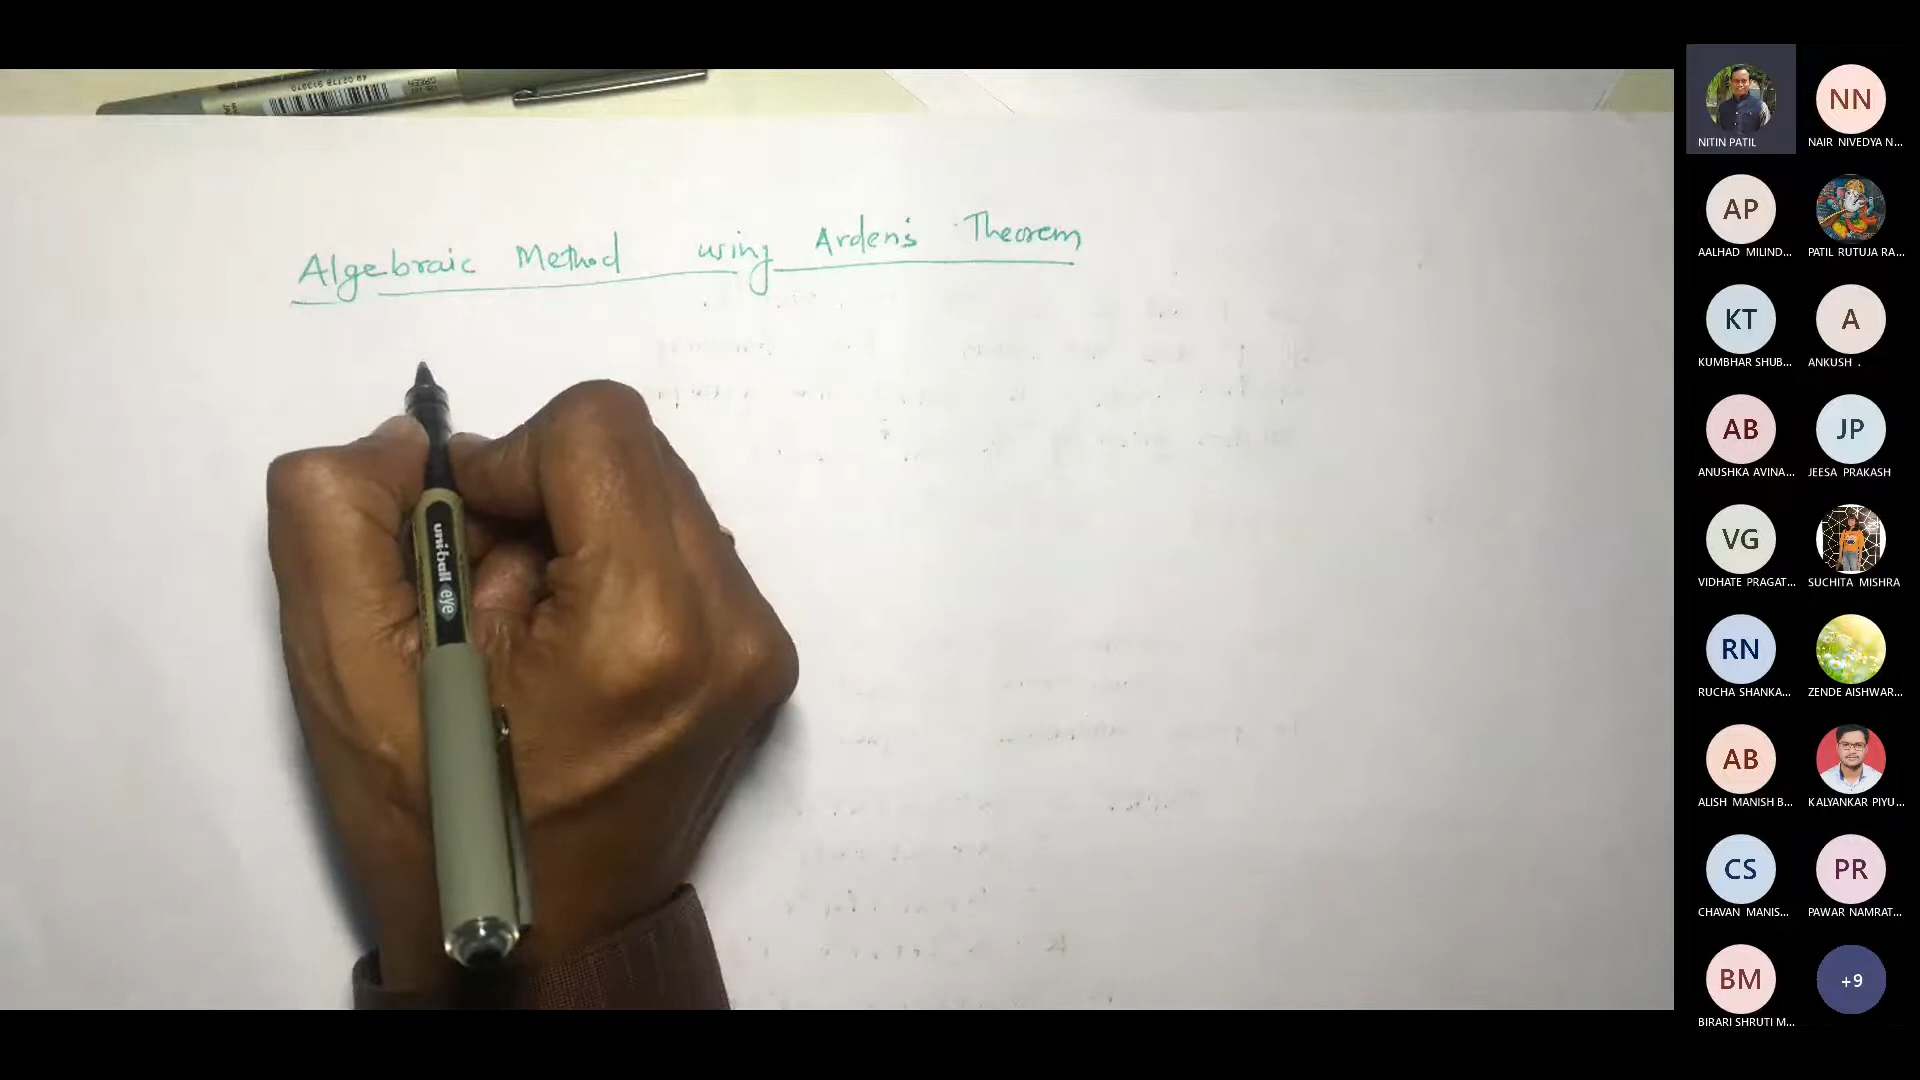 Algebraic Method using Arden's Theorem
uni-ball eye
NITIN PATIL
NAIR NIVEDYA N...
AP
AALHAD MILIND...
PATIL RUTUJA RA...
KT
KUMBHAR SHUB...
A
ANKUSH .
AB
ANUSHKA AVINA...
JP
JEESA PRAKASH
VG
VIDHATE PRAGAT...
SUCHITA MISHRA
RN
RUCHA SHANKA...
ZENDE AISHWAR...
AB
ALISH MANISH B...
KALYANKAR PIYU...
CS
CHAVAN MANIS...
PR
PAWAR NAMRAT...
BM
BIRARI SHRUTI M...
+9
NN